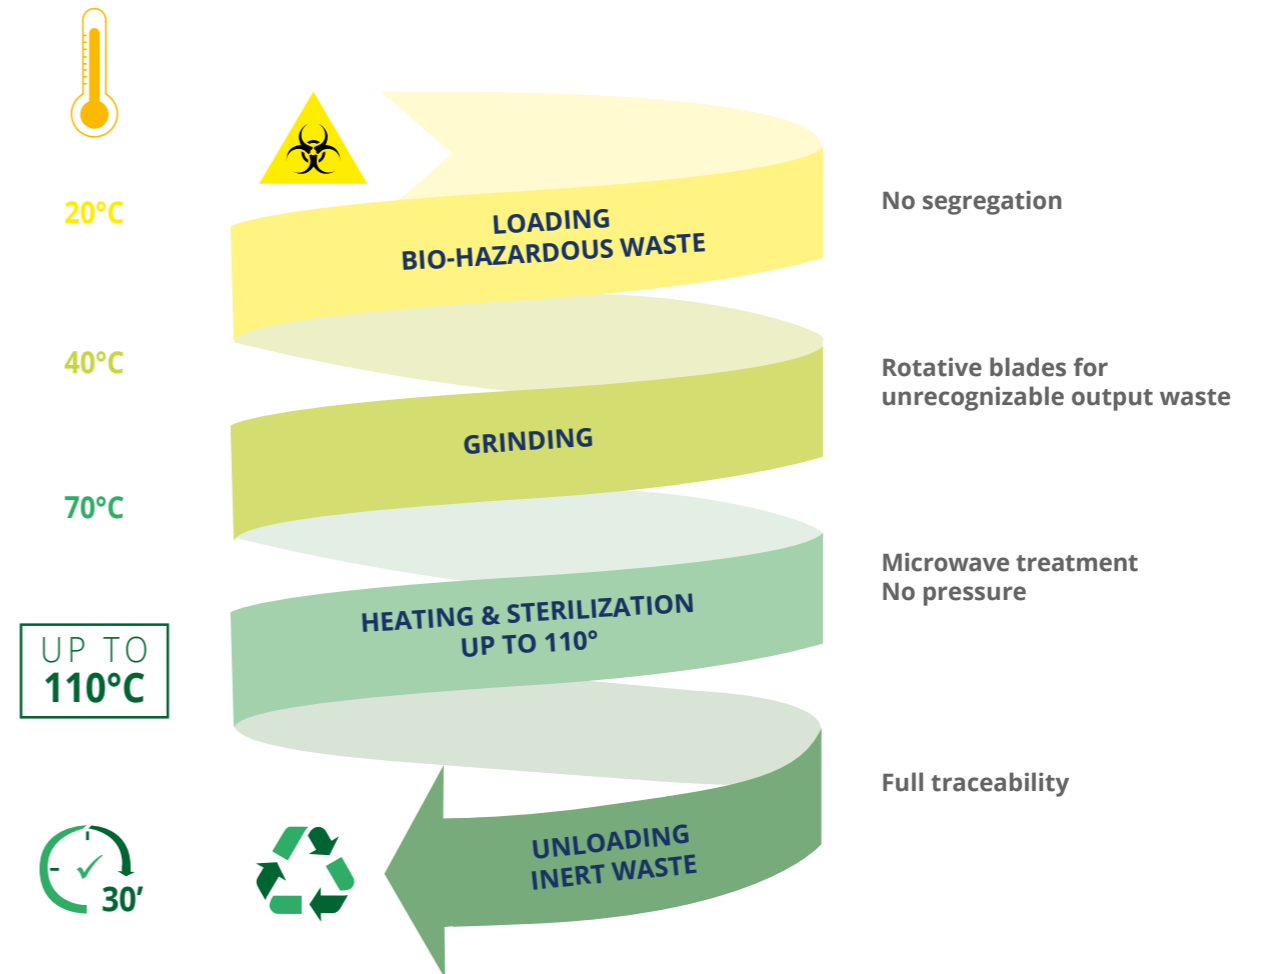 20°C
LOADING
BIO-HAZARDOUS WASTE
No segregation
40°C
GRINDING
Rotative blades for
unrecognizable output waste
70°C
HEATING & STERILIZATION
UP TO 110°
Microwave treatment
No pressure
UP TO
110°C
UNLOADING
INERT WASTE
Full traceability
30’